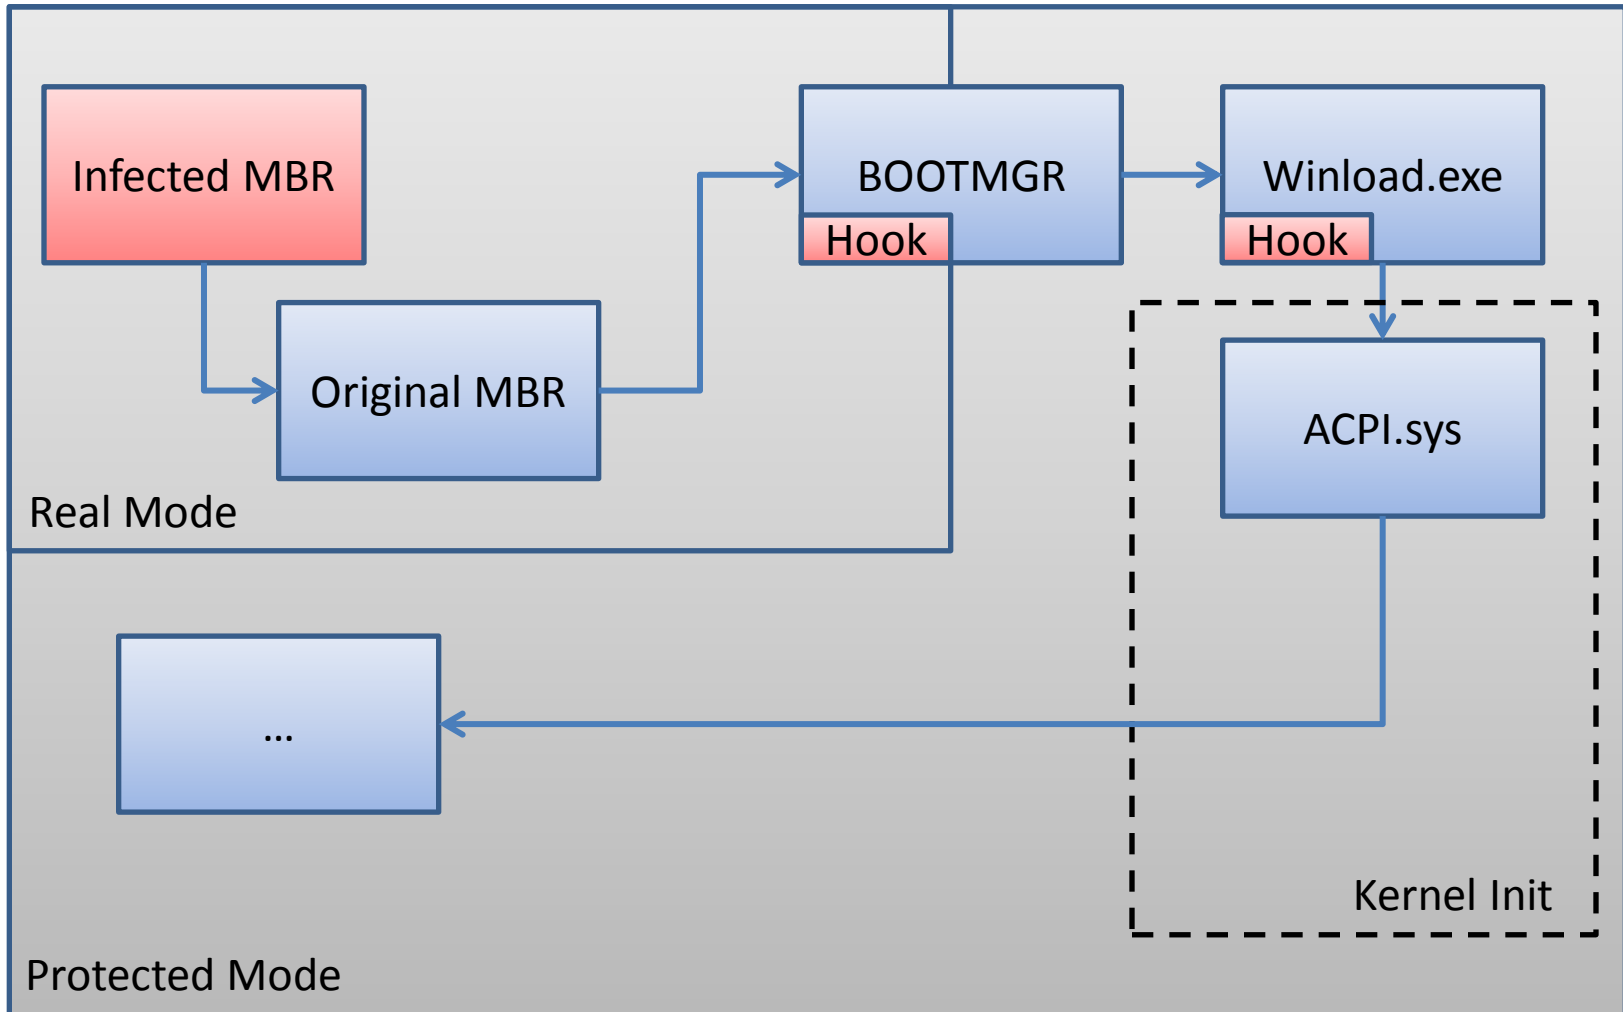 Infected MBR
BOOTMGR
Hook
Winload.exe
Hook
Original MBR
Real Mode
ACPI.sys
...
Kernel Init
Protected Mode